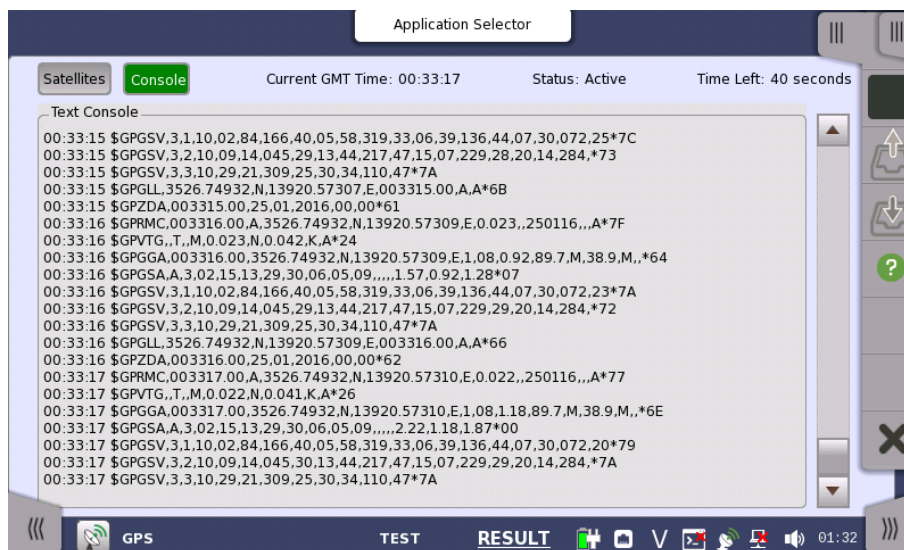 Application Selector
Satellites Console Current GMT Time: 00:33:17 Status: Active Time Left: 40 seconds
Text Console
00:33:15 $GPGSV,3,1,10,02,84,166,40,05,58,319,33,06,39,136,44,07,30,072,25*7C
00:33:15 $GPGSV,3,2,10,09,14,045,29,13,44,217,47,15,07,229,28,20,14,284,*73
00:33:15 $GPGSV,3,3,10,29,21,309,25,30,34,110,47*7A
00:33:15 $GPGLL,3526.74932,N,13920.57307,E,003315.00,A,A*6B
00:33:15 $GPZDA,003315.00,25,01,2016,00,00*61
00:33:16 $GPRMC,003316.00,A,3526.74932,N,13920.57309,E,0.023,,250116,,,A*7F
00:33:16 $GPVTG,,T,,M,0.023,N,0.042,K,A*24
00:33:16 $GPGGA,003316.00,3526.74932,N,13920.57309,E,1,08,0.92,89.7,M,38.9,M,,*64
00:33:16 $GPGSA,A,3,02,15,13,29,30,06,05,09,,,,,1.57,0.92,1.28*07
00:33:16 $GPGSV,3,1,10,02,84,166,40,05,58,319,33,06,39,136,44,07,30,072,23*7A
00:33:16 $GPGSV,3,2,10,09,14,045,29,13,44,217,47,15,07,229,29,20,14,284,*72
00:33:16 $GPGSV,3,3,10,29,21,309,25,30,34,110,47*7A
00:33:16 $GPGLL,3526.74932,N,13920.57309,E,003316.00,A,A*66
00:33:16 $GPZDA,003316.00,25,01,2016,00,00*62
00:33:17 $GPRMC,003317.00,A,3526.74932,N,13920.57310,E,0.022,,250116,,,A*77
00:33:17 $GPVTG,,T,,M,0.022,N,0.041,K,A*26
00:33:17 $GPGGA,003317.00,3526.74932,N,13920.57310,E,1,08,1.18,89.7,M,38.9,M,,*6E
00:33:17 $GPGSA,A,3,02,15,13,29,30,06,05,09,,,,,2.22,1.18,1.87*00
00:33:17 $GPGSV,3,1,10,02,84,166,40,05,58,319,33,06,39,136,44,07,30,072,20*79
00:33:17 $GPGSV,3,2,10,09,14,045,30,13,44,217,47,15,07,229,29,20,14,284,*7A
00:33:17 $GPGSV,3,3,10,29,21,309,25,30,34,110,47*7A
GPS TEST RESULT V 01:32